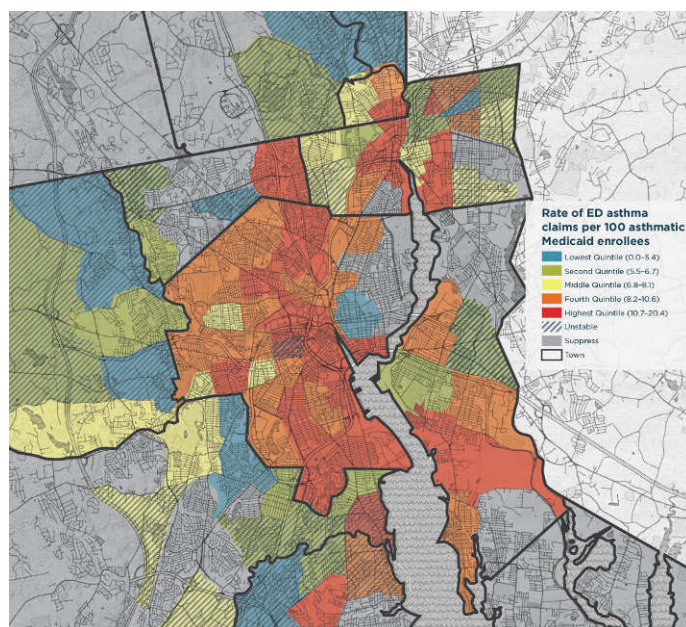 Rate of ED asthma
claims per 100 asthmatic
Medicaid enrollees
Lowest Quintile (0.0–5.4)
Second Quintile (5.5–6.7)
Middle Quintile (6.8–8.1)
Fourth Quintile (8.2–10.6)
Highest Quintile (10.7–20.4)
Unstable
Suppress
Town